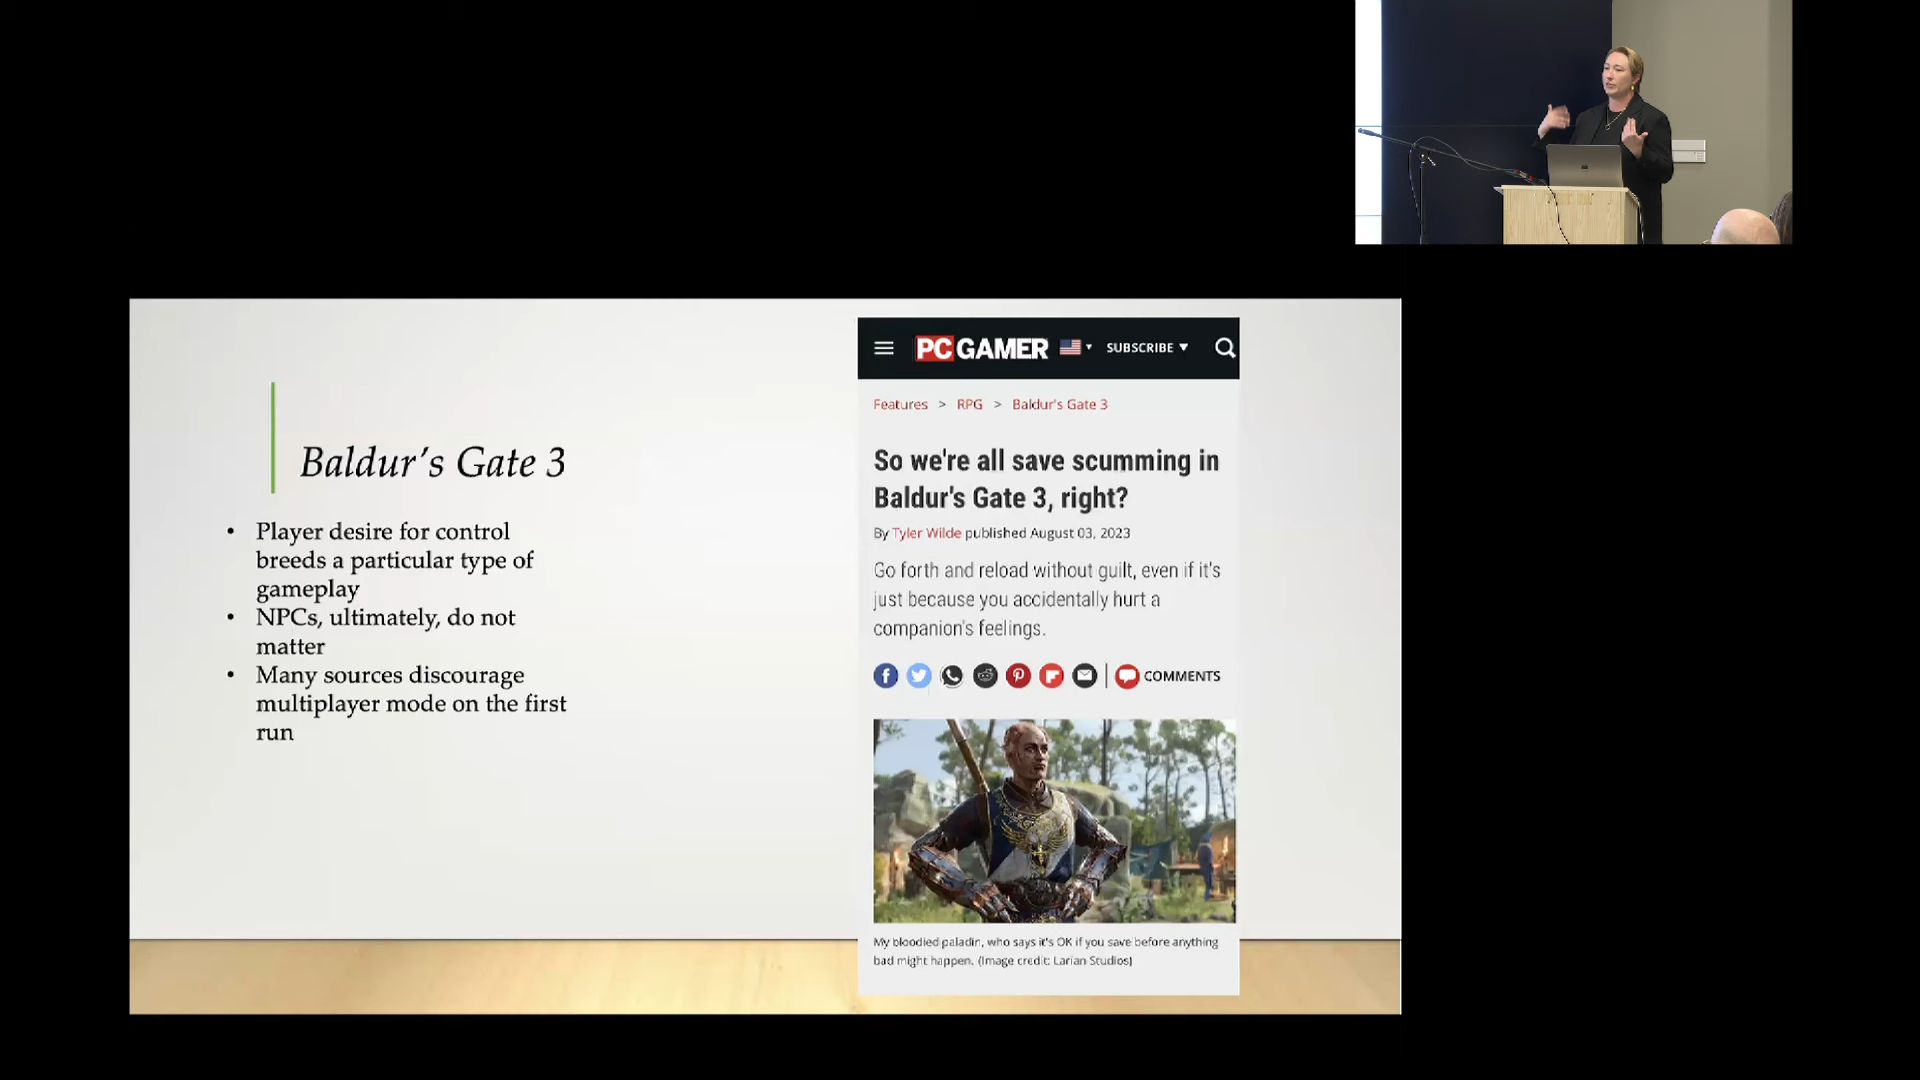 Baldur's Gate 3
• Player desire for control
breeds a particular type of
gameplay
• NPCs, ultimately, do not
matter
• Many sources discourage
multiplayer mode on the first
run
PC GAMER SUBSCRIBE
Features > RPG > Baldur's Gate 3
So we're all save scumming in
Baldur's Gate 3, right?
By Tyler Wilde published August 03, 2023
Go forth and reload without guilt, even if it's
just because you accidentally hurt a
companion's feelings.
COMMENTS
My bloodied paladin, who says it's OK if you save before anything
bad might happen. (Image credit: Larian Studios)